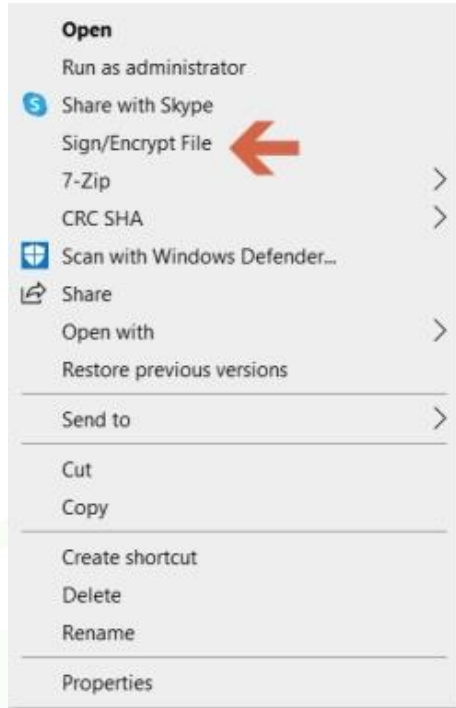 Open
Run as administrator
Share with Skype
Sign/Encrypt File
7-Zip
CRC SHA
Scan with Windows Defender...
Share
Open with
Restore previous versions
Send to
Cut
Copy
Create shortcut
Delete
Rename
Properties